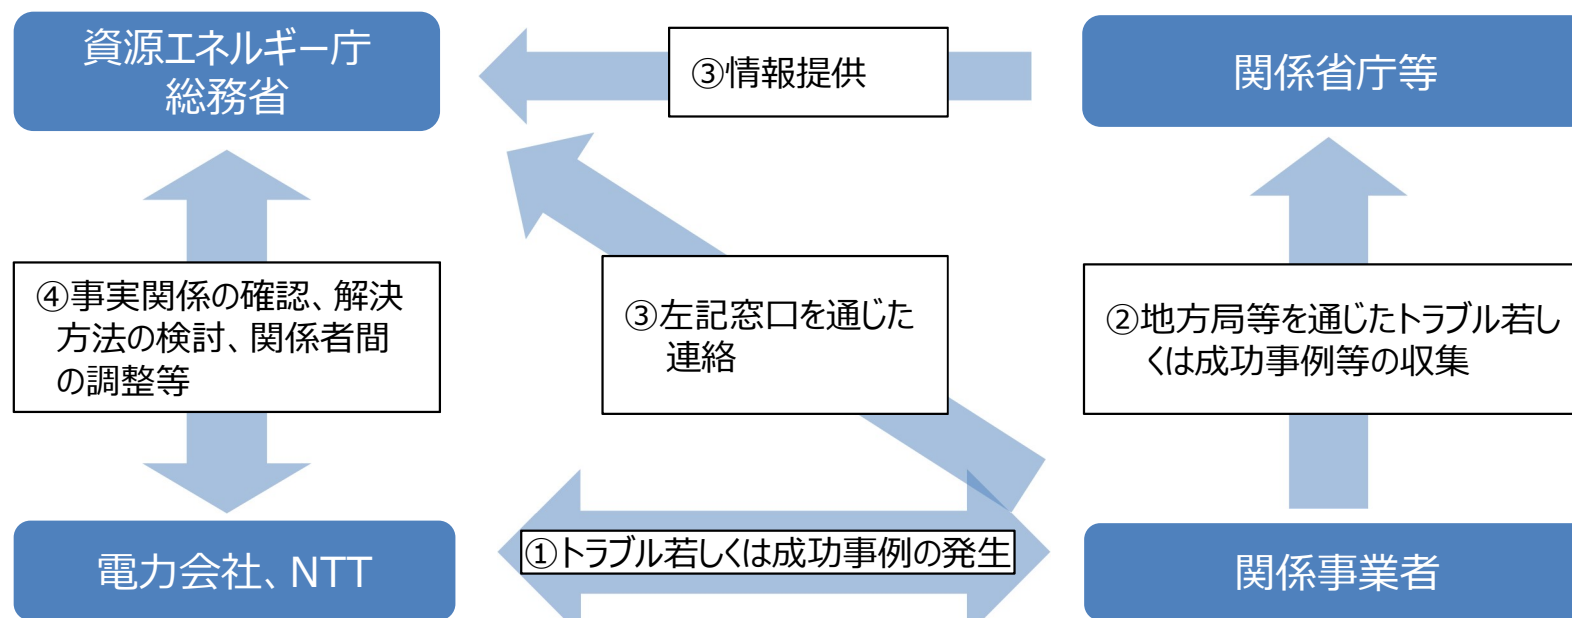 資源エネルギー庁
総務省
③情報提供
関係省庁等
④事実関係の確認、解決
方法の検討、関係者間
の調整等
③左記窓口を通じた
連絡
②地方局等を通じたトラブル若し
くは成功事例等の収集
電力会社、NTT
①トラブル若しくは成功事例の発生
関係事業者